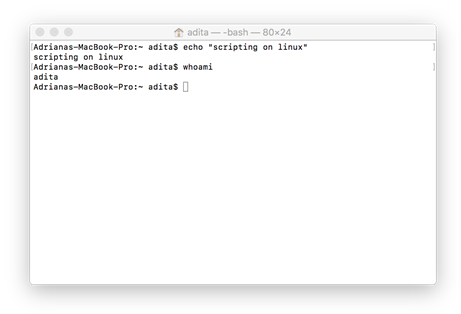 adita — -bash — 80×24
Adrianas-MacBook-Pro:~ adita$ echo "scripting on linux"
scripting on linux
Adrianas-MacBook-Pro:~ adita$ whoami
adita
Adrianas-MacBook-Pro:~ adita$